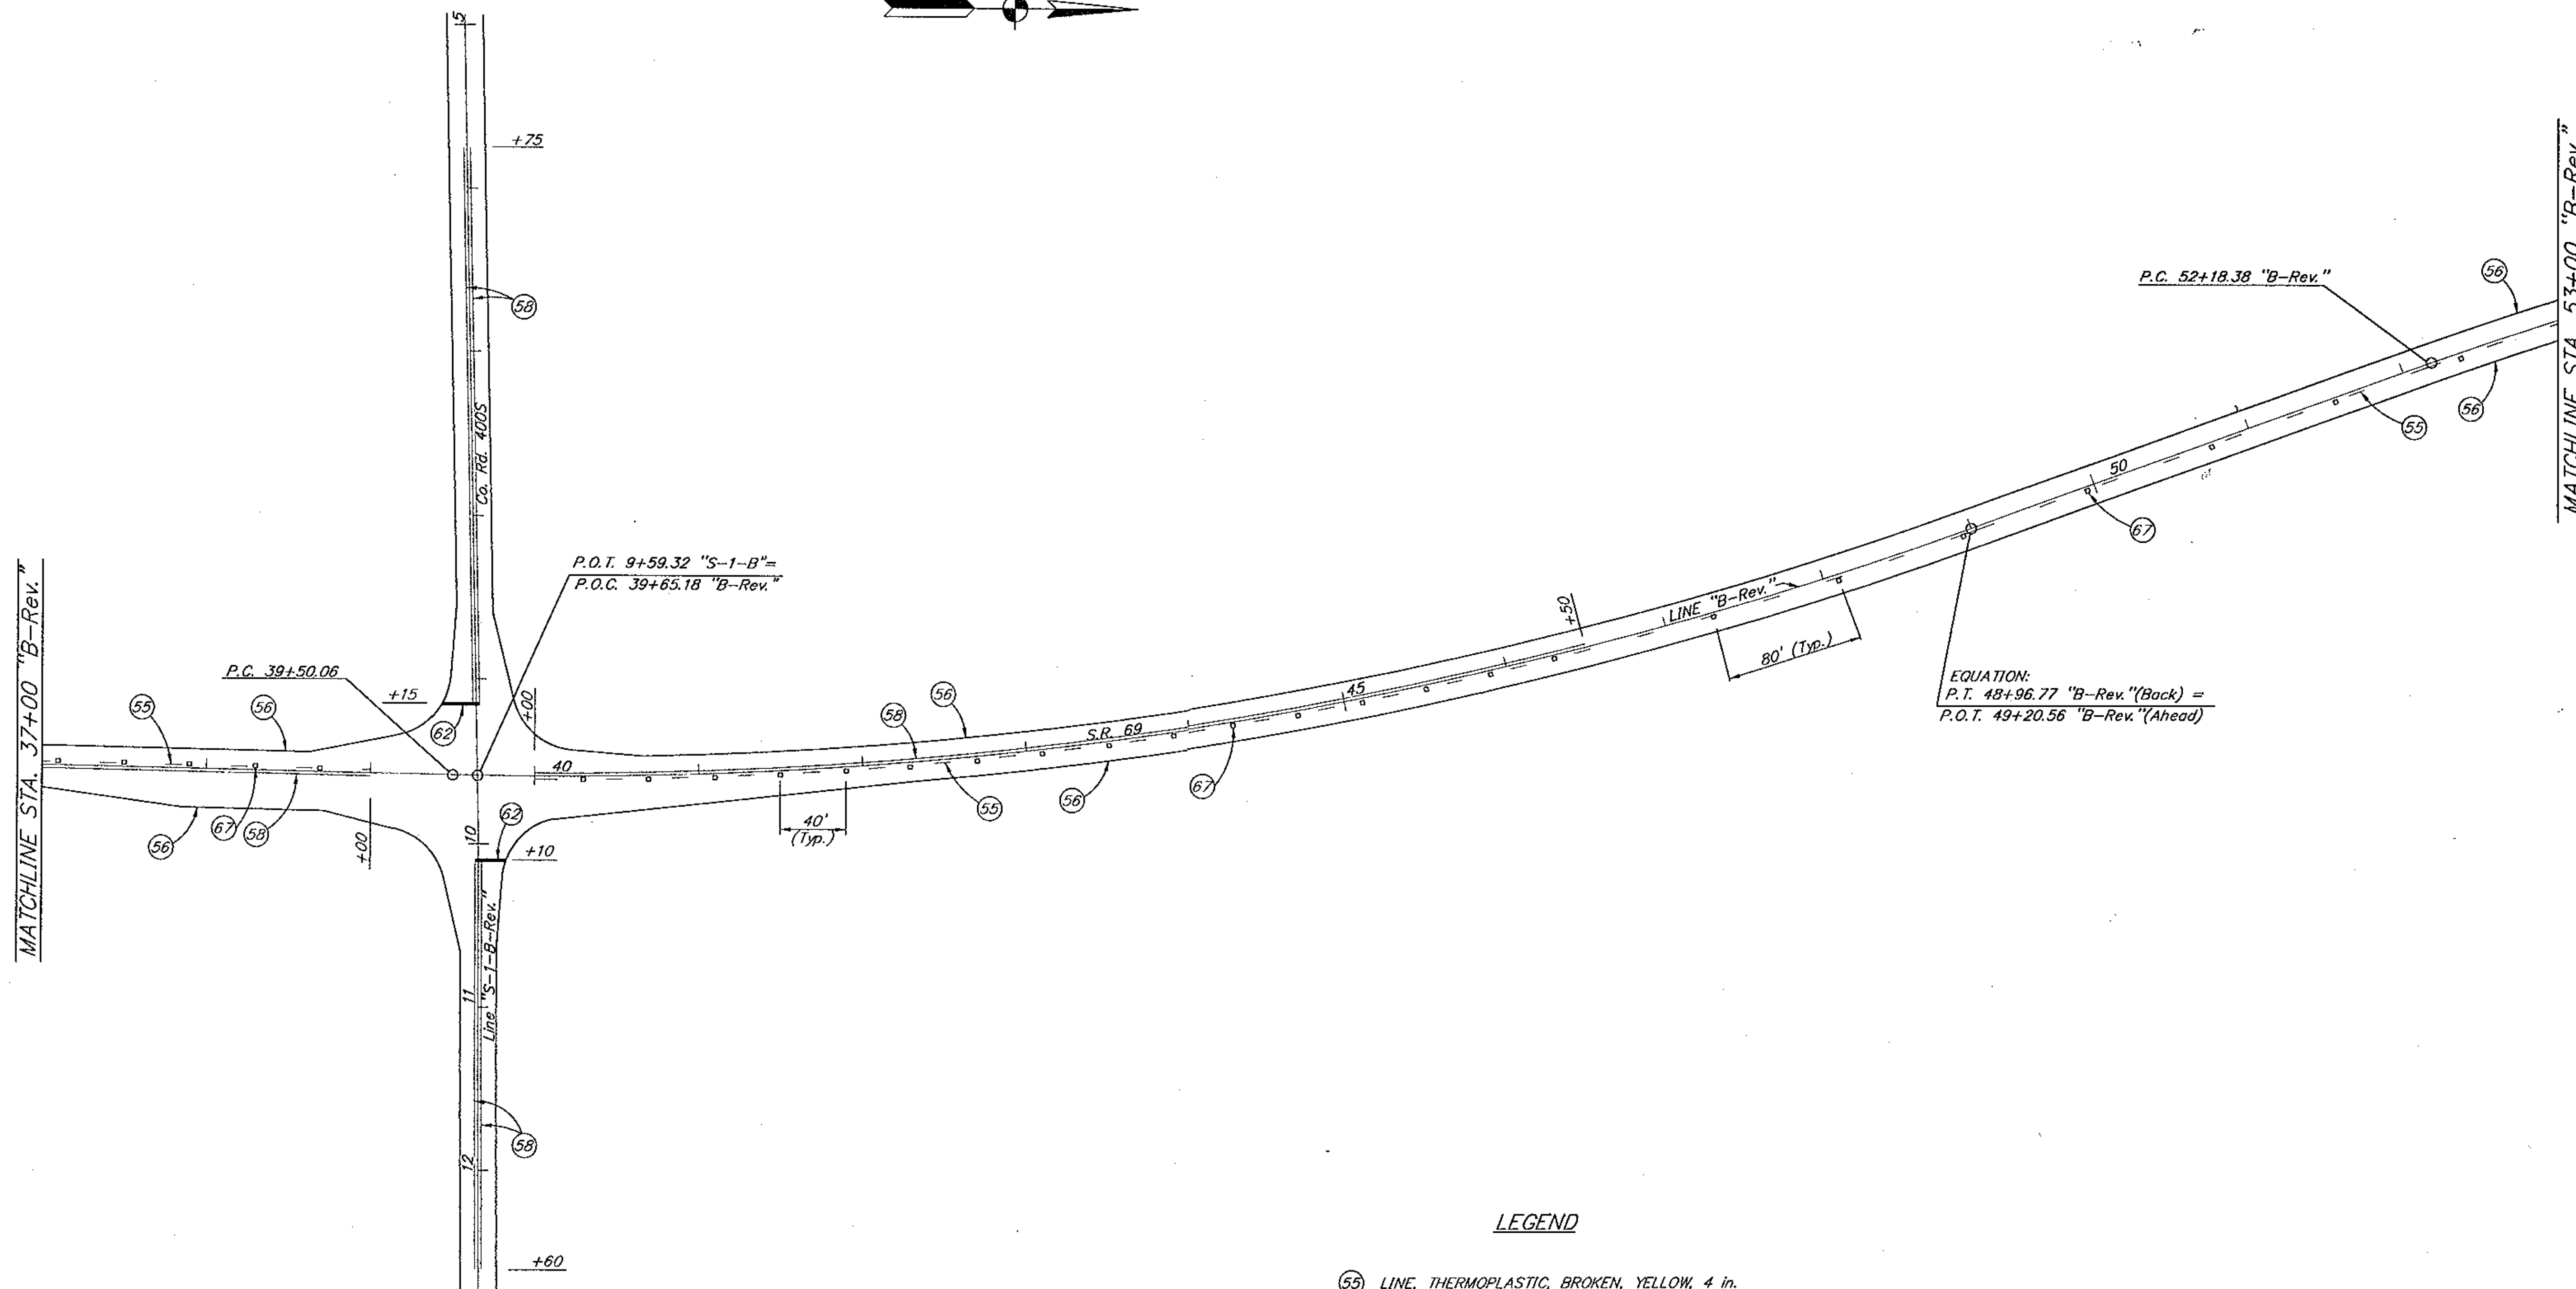 5
+75
58
Co. Rd. 400S
P.O.T. 9+59.32 "S-1-B"=
P.O.C. 39+65.18 "B-Rev."
P.C. 39+50.06
+15
+00
62
MATCHLINE STA. 37+00 "B-Rev."
55
56
40
56
67
58
+00
10
62
+10
Line "S-1-B-Rev."
11
58
12
+60
40'
(Typ.)
58
56
S.R. 69
55
56
67
45
+50
LINE "B-Rev."
80' (Typ.)
EQUATION:
P.T. 48+96.77 "B-Rev."(Back) =
P.O.T. 49+20.56 "B-Rev."(Ahead)
50
67
P.C. 52+18.38 "B-Rev."
56
55
56
MATCHLINE STA. 53+00 "B-Rev."
LEGEND
55 LINE, THERMOPLASTIC, BROKEN, YELLOW, 4 in.